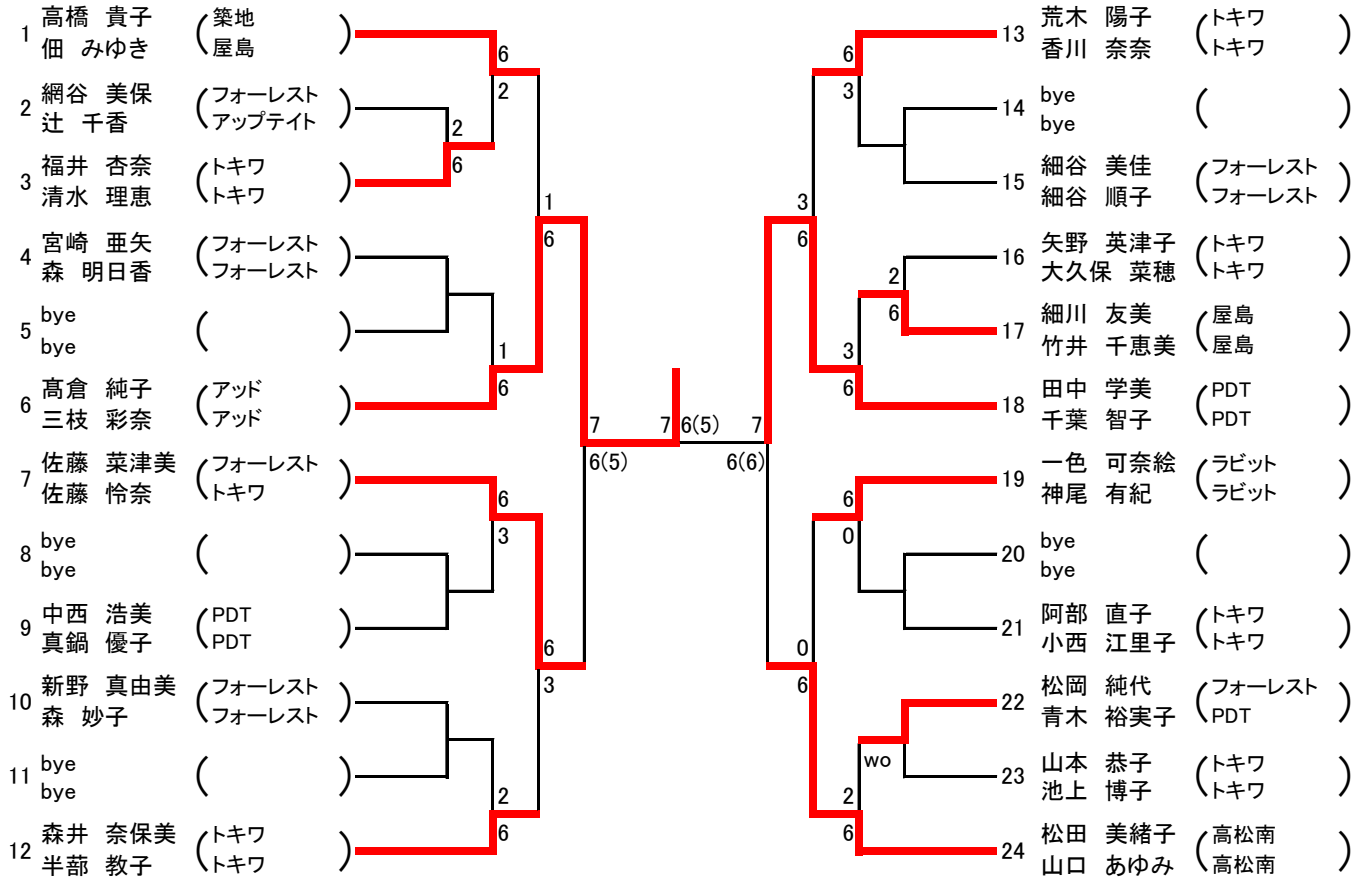 1 高橋 貴子 (築地
佃 みゆき 屋島)
2 網谷 美保 (フォーレスト
辻 千香 アップテイト)
3 福井 杏奈 (トキワ
清水 理恵 トキワ)
4 宮崎 亜矢 (フォーレスト
森 明日香 フォーレスト)
5 bye (
bye )
6 髙倉 純子 (アッド
三枝 彩奈 アッド)
7 佐藤 菜津美 (フォーレスト
佐藤 怜奈 トキワ)
8 bye (
bye )
9 中西 浩美 (PDT
真鍋 優子 PDT)
10 新野 真由美 (フォーレスト
森 妙子 フォーレスト)
11 bye (
bye )
12 森井 奈保美 (トキワ
半蔀 教子 トキワ)
6
2
2
6
1
6
1
6
6
3
6
3
2
6
7
6(5)
7 6(5)
7
6(6)
6
3
3
6
2
6
3
6
6
0
0
6
wo
2
6
13 荒木 陽子 (トキワ
香川 奈奈 トキワ)
14 bye (
bye )
15 細谷 美佳 (フォーレスト
細谷 順子 フォーレスト)
16 矢野 英津子 (トキワ
大久保 菜穂 トキワ)
17 細川 友美 (屋島
竹井 千恵美 屋島)
18 田中 学美 (PDT
千葉 智子 PDT)
19 一色 可奈絵 (ラビット
神尾 有紀 ラビット)
20 bye (
bye )
21 阿部 直子 (トキワ
小西 江里子 トキワ)
22 松岡 純代 (フォーレスト
青木 裕実子 PDT)
23 山本 恭子 (トキワ
池上 博子 トキワ)
24 松田 美緒子 (高松南
山口 あゆみ 高松南)